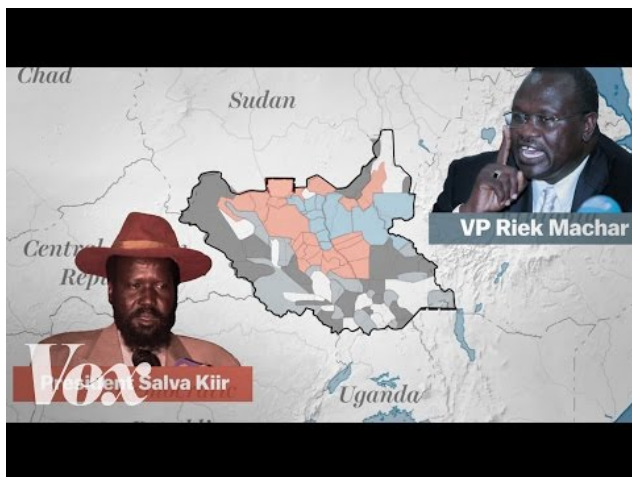 Chad
Sudan
VP Riek Machar
Central
Repu
Vox
President Salva Kiir
Uganda